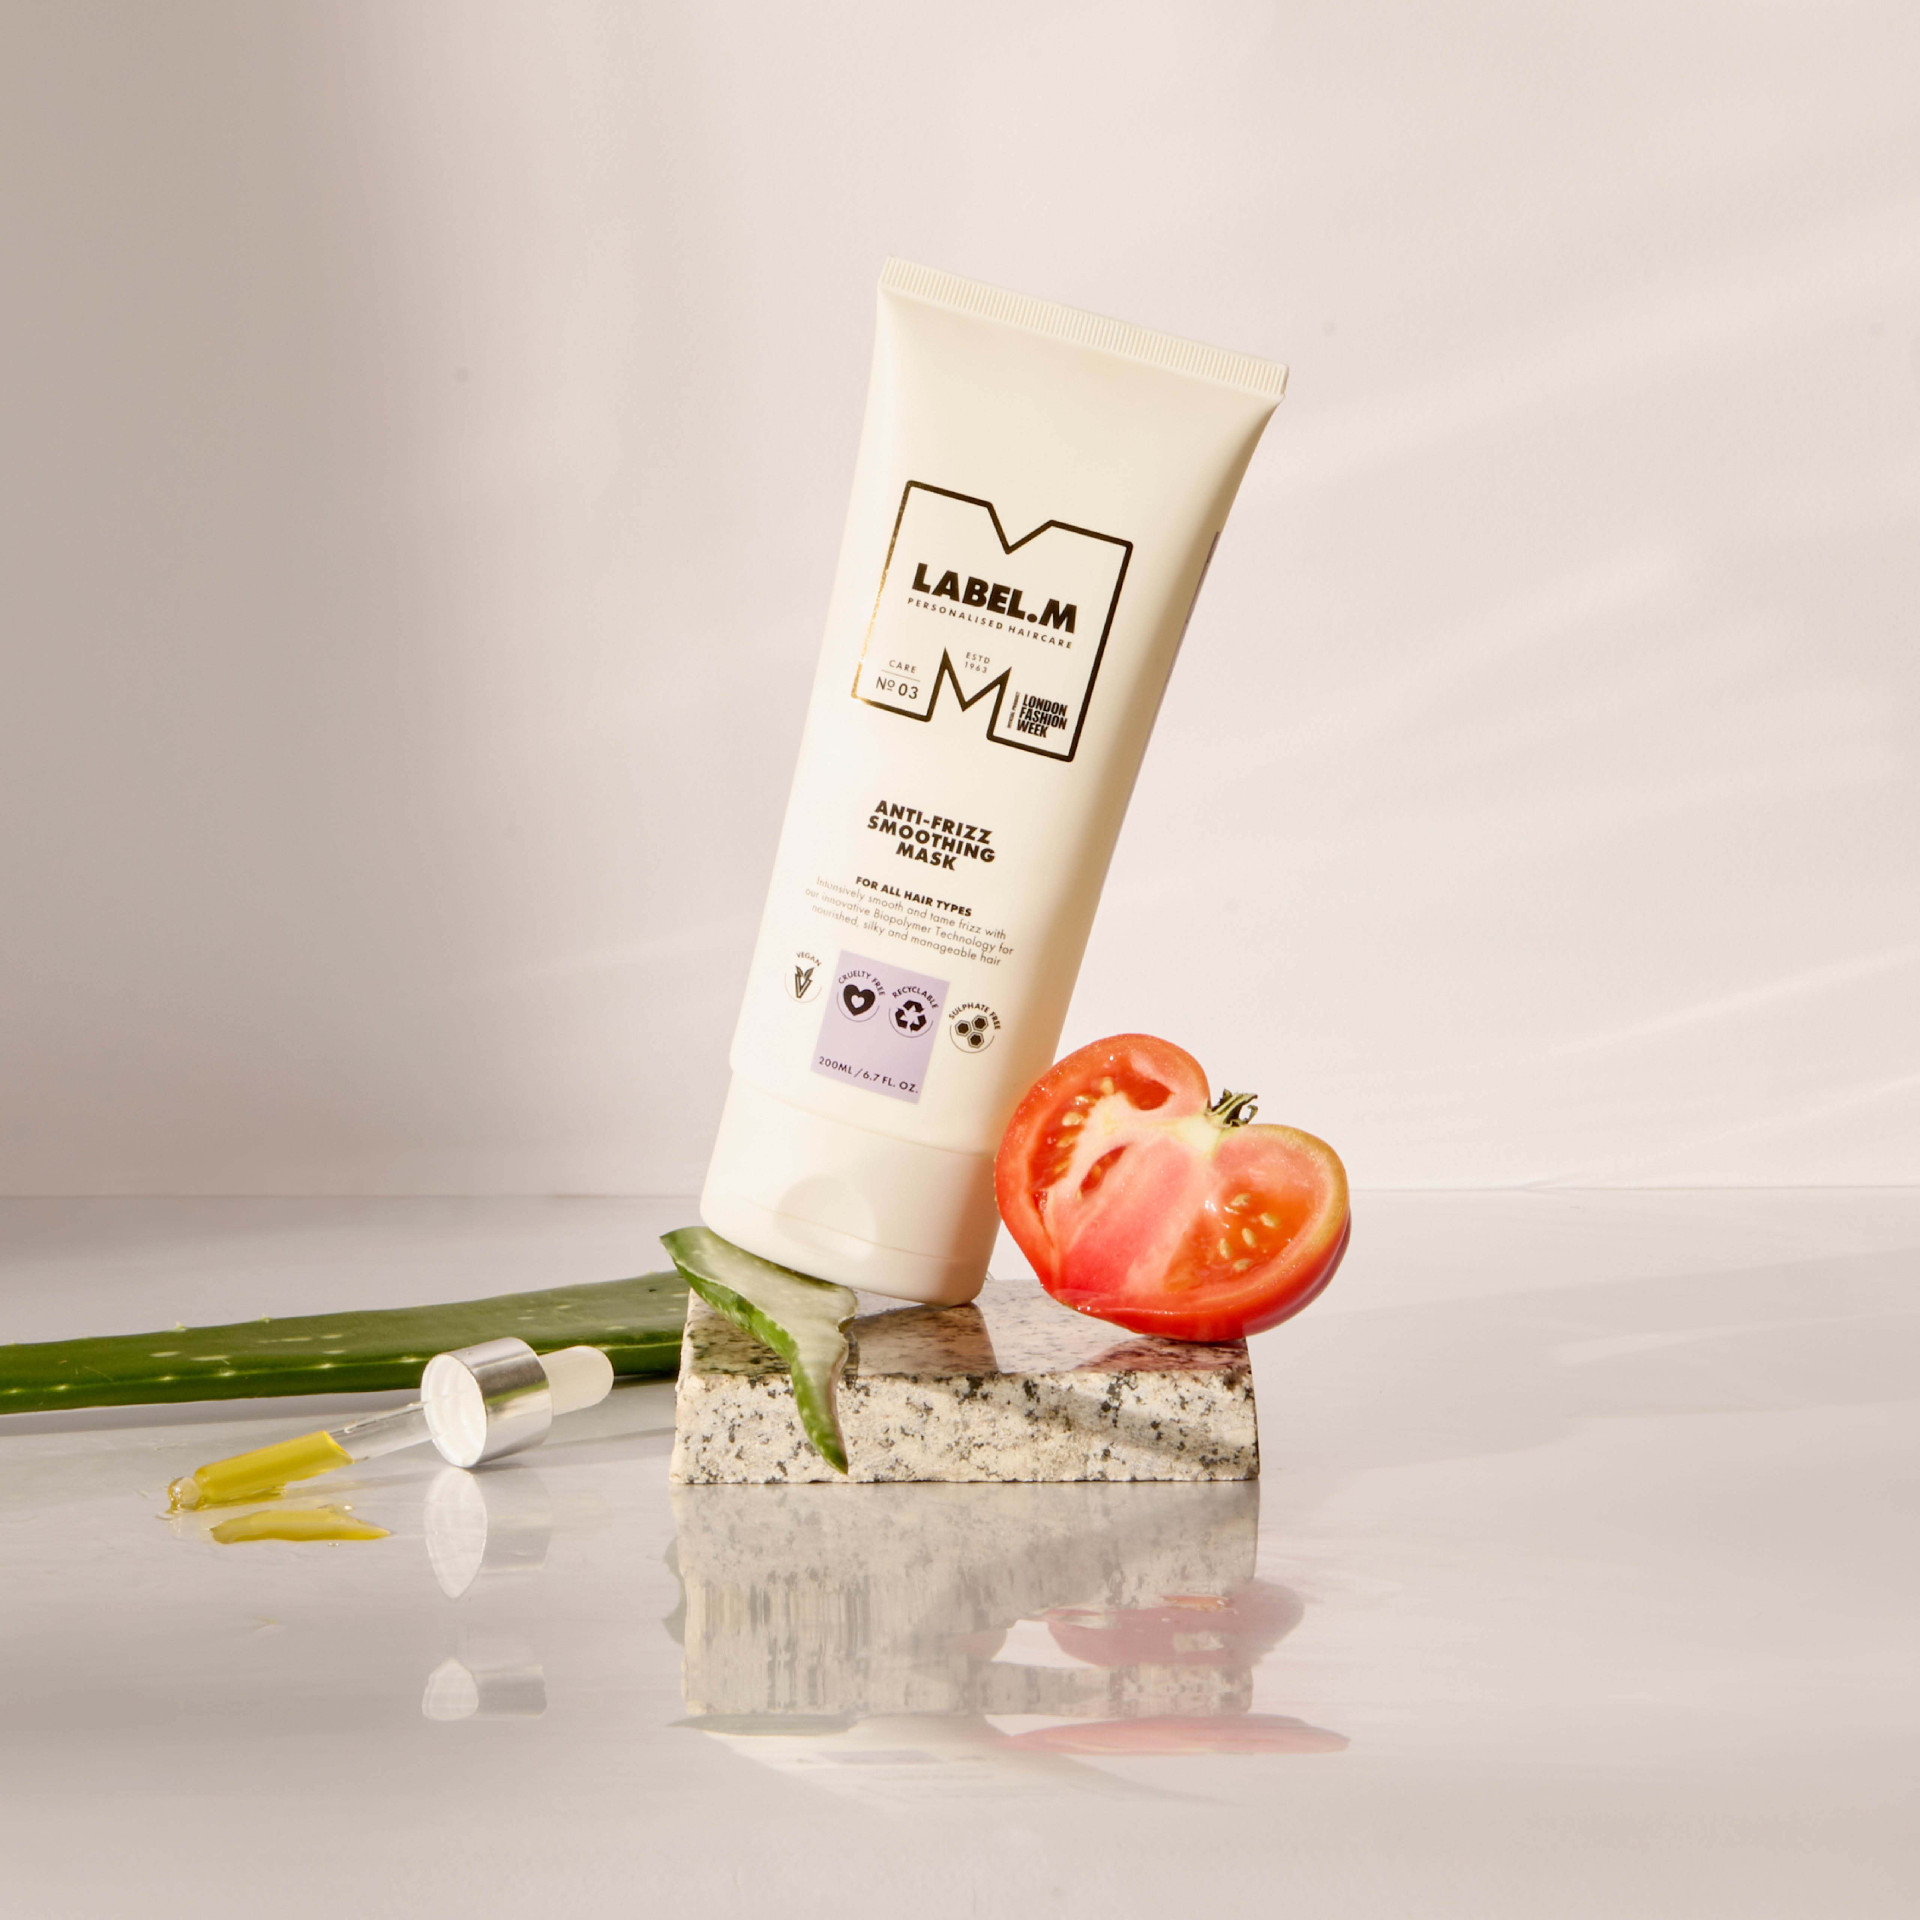 LABEL.M
PERSONALISED HAIRCARE
CARE
Nº 03
ESTD
1963
OFFICIAL PRODUCT
LONDON
FASHION
WEEK
ANTI-FRIZZ
SMOOTHING
MASK
FOR ALL HAIR TYPES
Intensively smooth and tame frizz with
our innovative Biopolymer Technology for
nourished, silky and manageable hair
VEGAN
CRUELTY FREE
RECYCLABLE
SULPHATE FREE
200ML / 6.7 FL. OZ.